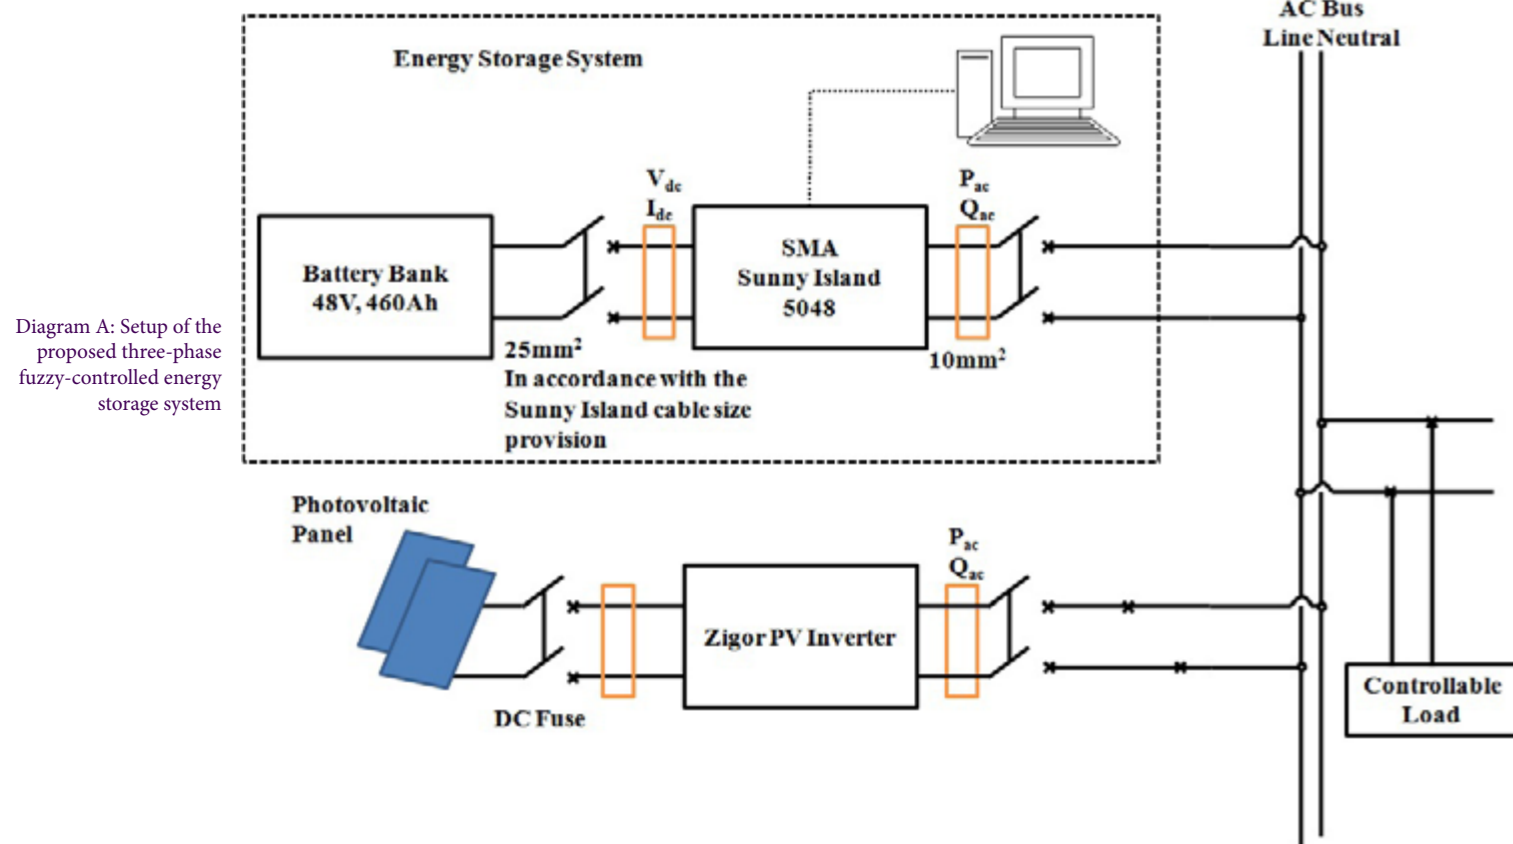 AC Bus
Line Neutral
Energy Storage System
Vdc
Idc
Pac
Qac
Battery Bank
48V, 460Ah
SMA
Sunny Island
5048
25mm²
In accordance with the
Sunny Island cable size
provision
10mm²
Diagram A: Setup of the
proposed three-phase
fuzzy-controlled energy
storage system
Photovoltaic
Panel
Pac
Qac
Zigor PV Inverter
DC Fuse
Controllable
Load